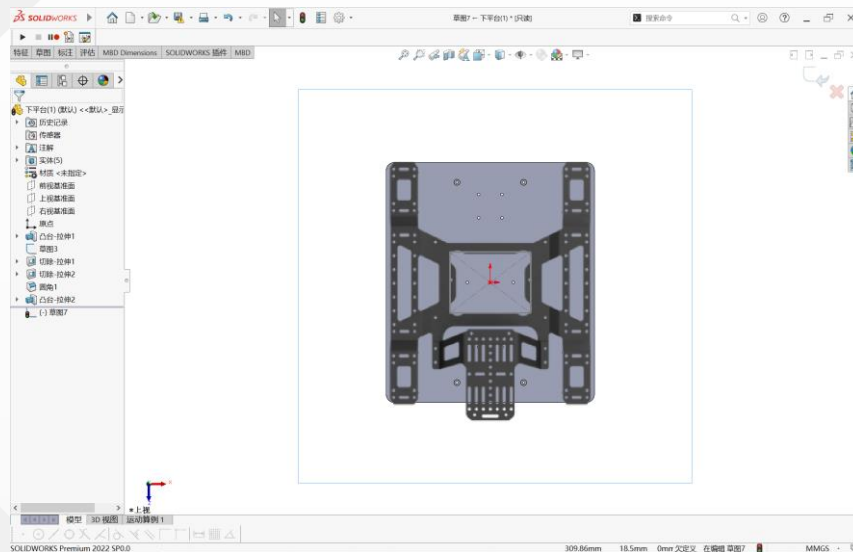 SOLIDWORKS
草图7 ← 下平台(1) * [只读]
搜索命令
特征 草图 标注 评估 MBD Dimensions SOLIDWORKS 插件 MBD
下平台(1) (默认) <<默认>_显示
历史记录
传感器
注解
实体(5)
材质 <未指定>
前视基准面
上视基准面
右视基准面
原点
凸台-拉伸1
草图3
切除-拉伸1
切除-拉伸2
圆角1
凸台-拉伸2
(-) 草图7
*上视
模型 3D 视图 运动算例 1
SOLIDWORKS Premium 2022 SP0.0 309.86mm 18.5mm 0mm 欠定义 在编辑 草图7 MMGS